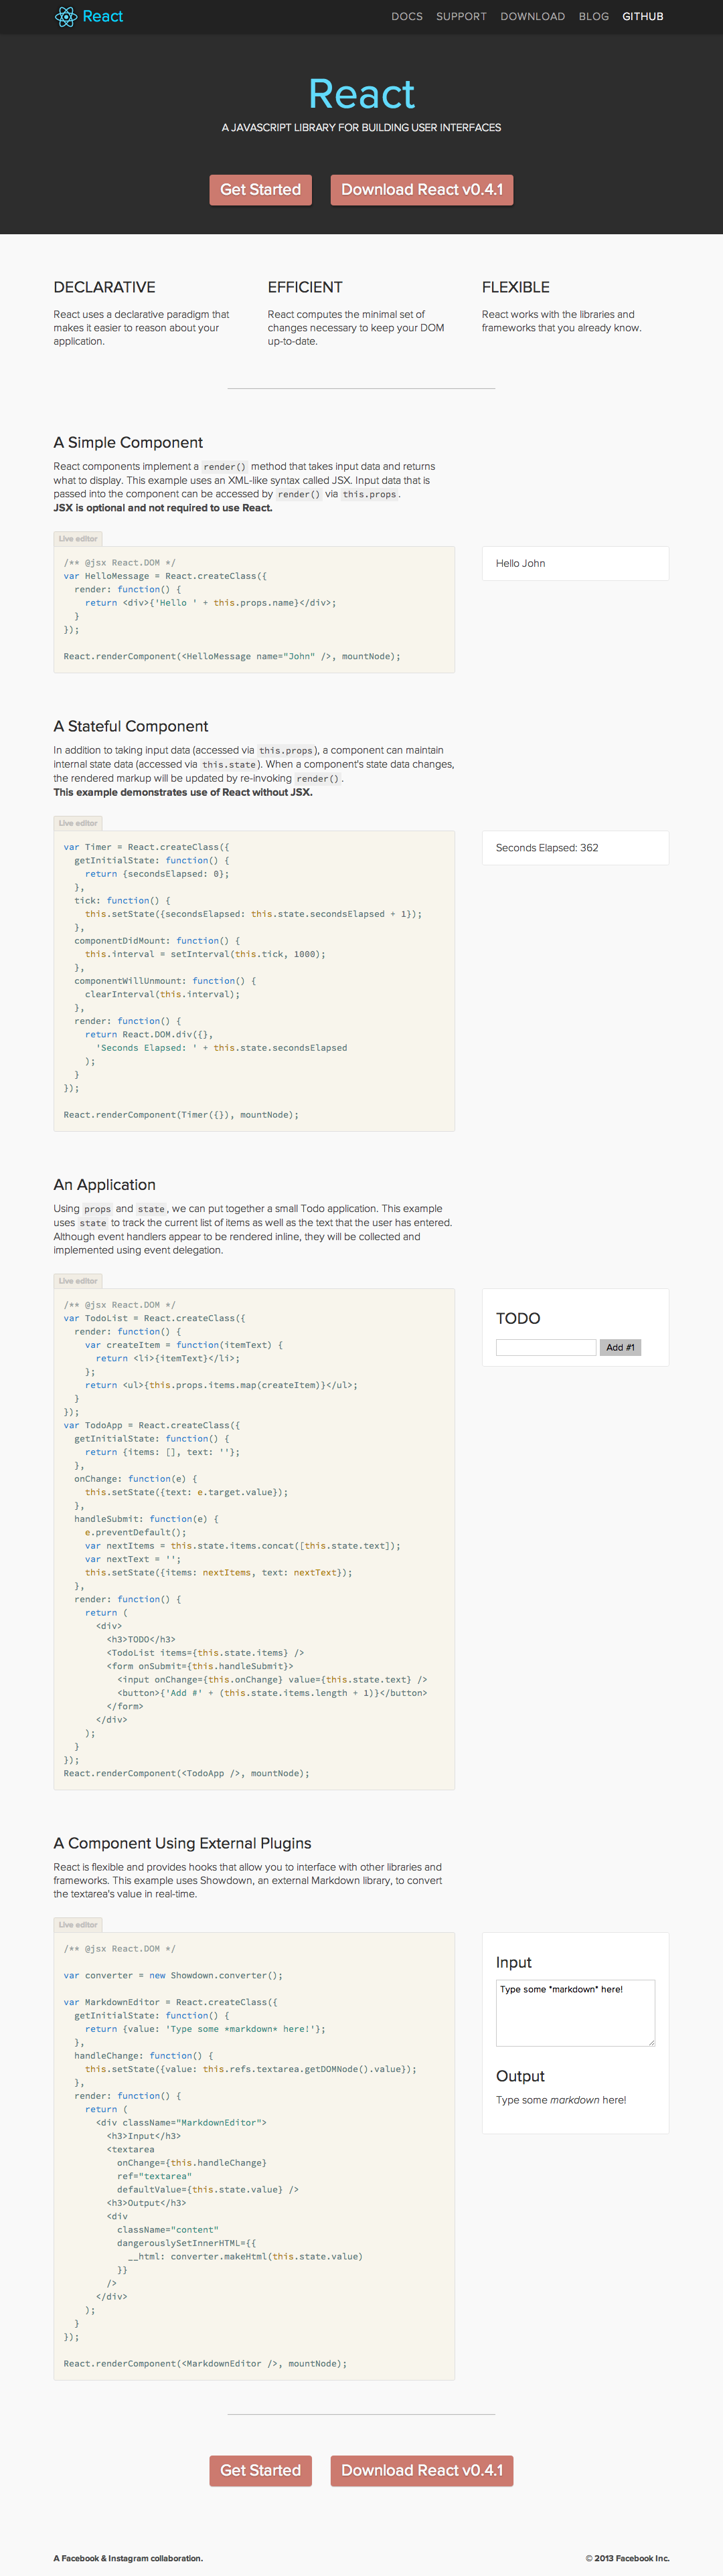 React
DOCS SUPPORT DOWNLOAD BLOG GITHUB
React
A JAVASCRIPT LIBRARY FOR BUILDING USER INTERFACES
Get Started Download React v0.4.1
DECLARATIVE
React uses a declarative paradigm that
makes it easier to reason about your
application.
EFFICIENT
React computes the minimal set of
changes necessary to keep your DOM
up-to-date.
FLEXIBLE
React works with the libraries and
frameworks that you already know.
A Simple Component
React components implement a render() method that takes input data and returns
what to display. This example uses an XML-like syntax called JSX. Input data that is
passed into the component can be accessed by render() via this.props.
JSX is optional and not required to use React.
Live editor
/** @jsx React.DOM */
var HelloMessage = React.createClass({
  render: function() {
    return <div>{'Hello ' + this.props.name}</div>;
  }
});

React.renderComponent(<HelloMessage name="John" />, mountNode);
Hello John
A Stateful Component
In addition to taking input data (accessed via this.props), a component can maintain
internal state data (accessed via this.state). When a component's state data changes,
the rendered markup will be updated by re-invoking render().
This example demonstrates use of React without JSX.
Live editor
var Timer = React.createClass({
  getInitialState: function() {
    return {secondsElapsed: 0};
  },
  tick: function() {
    this.setState({secondsElapsed: this.state.secondsElapsed + 1});
  },
  componentDidMount: function() {
    this.interval = setInterval(this.tick, 1000);
  },
  componentWillUnmount: function() {
    clearInterval(this.interval);
  },
  render: function() {
    return React.DOM.div({},
      'Seconds Elapsed: ' + this.state.secondsElapsed
    );
  }
});

React.renderComponent(Timer({}), mountNode);
Seconds Elapsed: 362
An Application
Using props and state, we can put together a small Todo application. This example
uses state to track the current list of items as well as the text that the user has entered.
Although event handlers appear to be rendered inline, they will be collected and
implemented using event delegation.
Live editor
/** @jsx React.DOM */
var TodoList = React.createClass({
  render: function() {
    var createItem = function(itemText) {
      return <li>{itemText}</li>;
    };
    return <ul>{this.props.items.map(createItem)}</ul>;
  }
});
var TodoApp = React.createClass({
  getInitialState: function() {
    return {items: [], text: ''};
  },
  onChange: function(e) {
    this.setState({text: e.target.value});
  },
  handleSubmit: function(e) {
    e.preventDefault();
    var nextItems = this.state.items.concat([this.state.text]);
    var nextText = '';
    this.setState({items: nextItems, text: nextText});
  },
  render: function() {
    return (
      <div>
        <h3>TODO</h3>
        <TodoList items={this.state.items} />
        <form onSubmit={this.handleSubmit}>
          <input onChange={this.onChange} value={this.state.text} />
          <button>{'Add #' + (this.state.items.length + 1)}</button>
        </form>
      </div>
    );
  }
});
React.renderComponent(<TodoApp />, mountNode);
TODO
Add #1
A Component Using External Plugins
React is flexible and provides hooks that allow you to interface with other libraries and
frameworks. This example uses Showdown, an external Markdown library, to convert
the textarea's value in real-time.
Live editor
/** @jsx React.DOM */

var converter = new Showdown.converter();

var MarkdownEditor = React.createClass({
  getInitialState: function() {
    return {value: 'Type some *markdown* here!'};
  },
  handleChange: function() {
    this.setState({value: this.refs.textarea.getDOMNode().value});
  },
  render: function() {
    return (
      <div className="MarkdownEditor">
        <h3>Input</h3>
        <textarea
          onChange={this.handleChange}
          ref="textarea"
          defaultValue={this.state.value} />
        <h3>Output</h3>
        <div
          className="content"
          dangerouslySetInnerHTML={{
            __html: converter.makeHtml(this.state.value)
          }}
        />
      </div>
    );
  }
});

React.renderComponent(<MarkdownEditor />, mountNode);
Input
Type some *markdown* here!
Output
Type some markdown here!
Get Started Download React v0.4.1
A Facebook & Instagram collaboration.
© 2013 Facebook Inc.